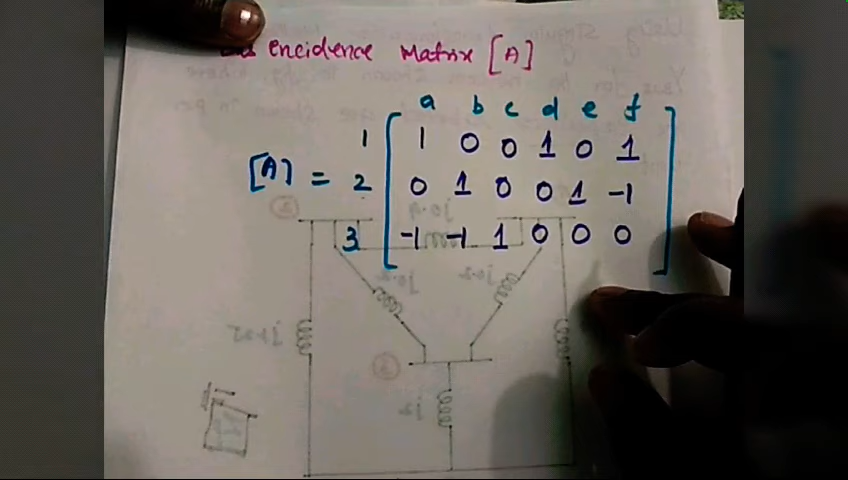 encidence Matrix [A]
a b c d e f
1 1 0 0 1 0 1
[A] = 2 0 1 0 0 1 -1
3 -1 -1 1 0 0 0